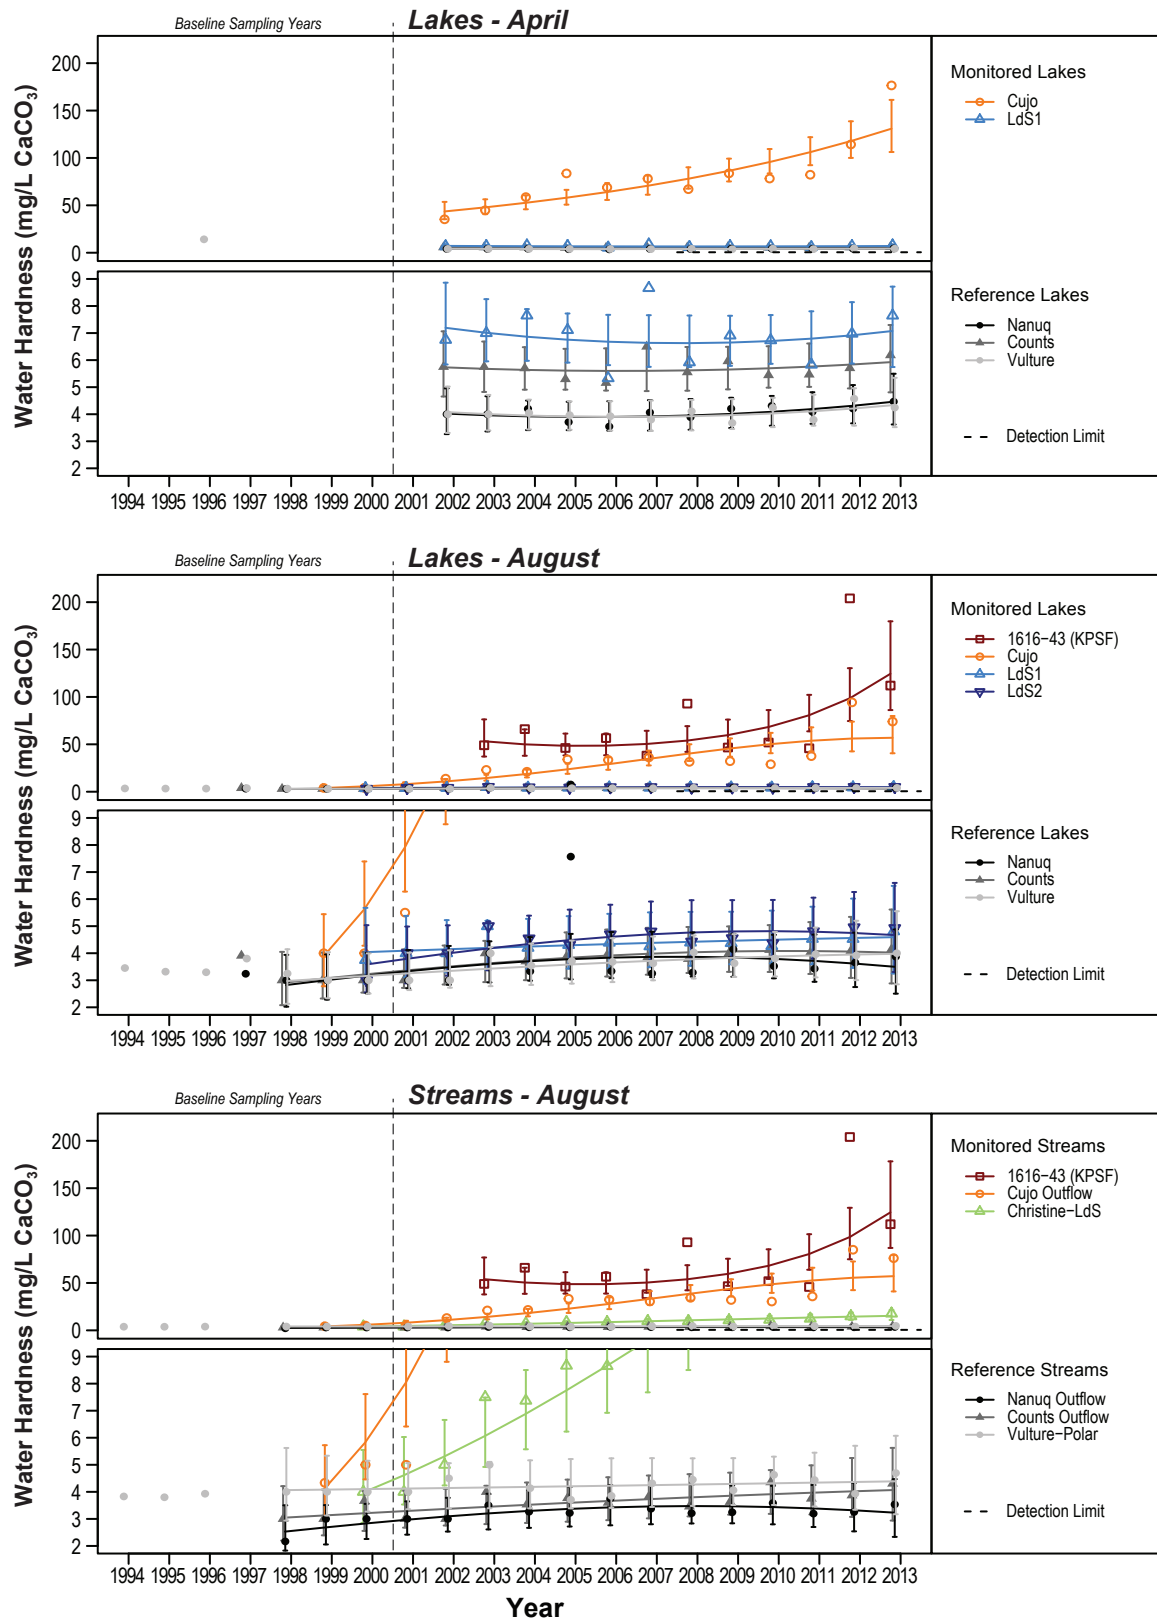 Baseline Sampling Years
Lakes - April
Water Hardness (mg/L CaCO3)
200
150
100
50
0
9
8
7
6
5
4
3
2
1994 1995 1996 1997 1998 1999 2000 2001 2002 2003 2004 2005 2006 2007 2008 2009 2010 2011 2012 2013
Monitored Lakes
Cujo
LdS1
Reference Lakes
Nanuq
Counts
Vulture
Detection Limit
Baseline Sampling Years
Lakes - August
Water Hardness (mg/L CaCO3)
200
150
100
50
0
9
8
7
6
5
4
3
2
1994 1995 1996 1997 1998 1999 2000 2001 2002 2003 2004 2005 2006 2007 2008 2009 2010 2011 2012 2013
Monitored Lakes
1616−43 (KPSF)
Cujo
LdS1
LdS2
Reference Lakes
Nanuq
Counts
Vulture
Detection Limit
Baseline Sampling Years
Streams - August
Water Hardness (mg/L CaCO3)
200
150
100
50
0
9
8
7
6
5
4
3
2
1994 1995 1996 1997 1998 1999 2000 2001 2002 2003 2004 2005 2006 2007 2008 2009 2010 2011 2012 2013
Year
Monitored Streams
1616−43 (KPSF)
Cujo Outflow
Christine−LdS
Reference Streams
Nanuq Outflow
Counts Outflow
Vulture−Polar
Detection Limit